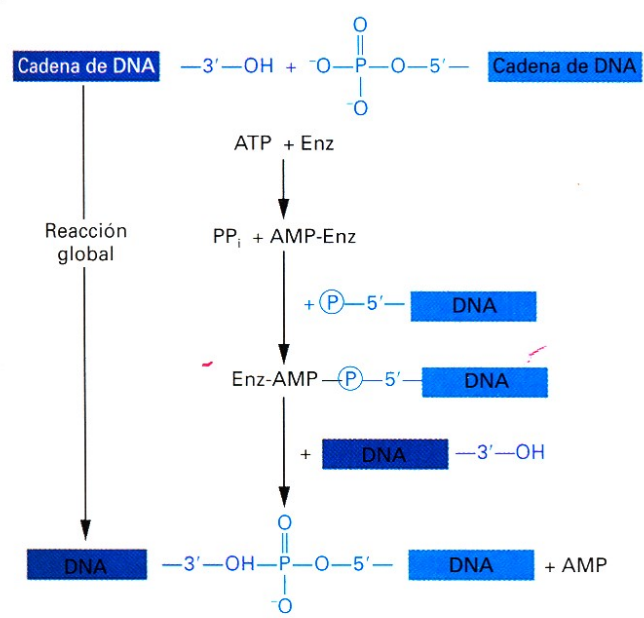 O
Cadena de DNA —3′—OH + ⁻O—P—O—5′— Cadena de DNA
⁻O
ATP + Enz
Reacción
global
PPᵢ + AMP-Enz
+ P—5′— DNA
Enz-AMP—P—5′— DNA
+ DNA —3′—OH
O
DNA —3′—OH—P—O—5′— DNA + AMP
⁻O